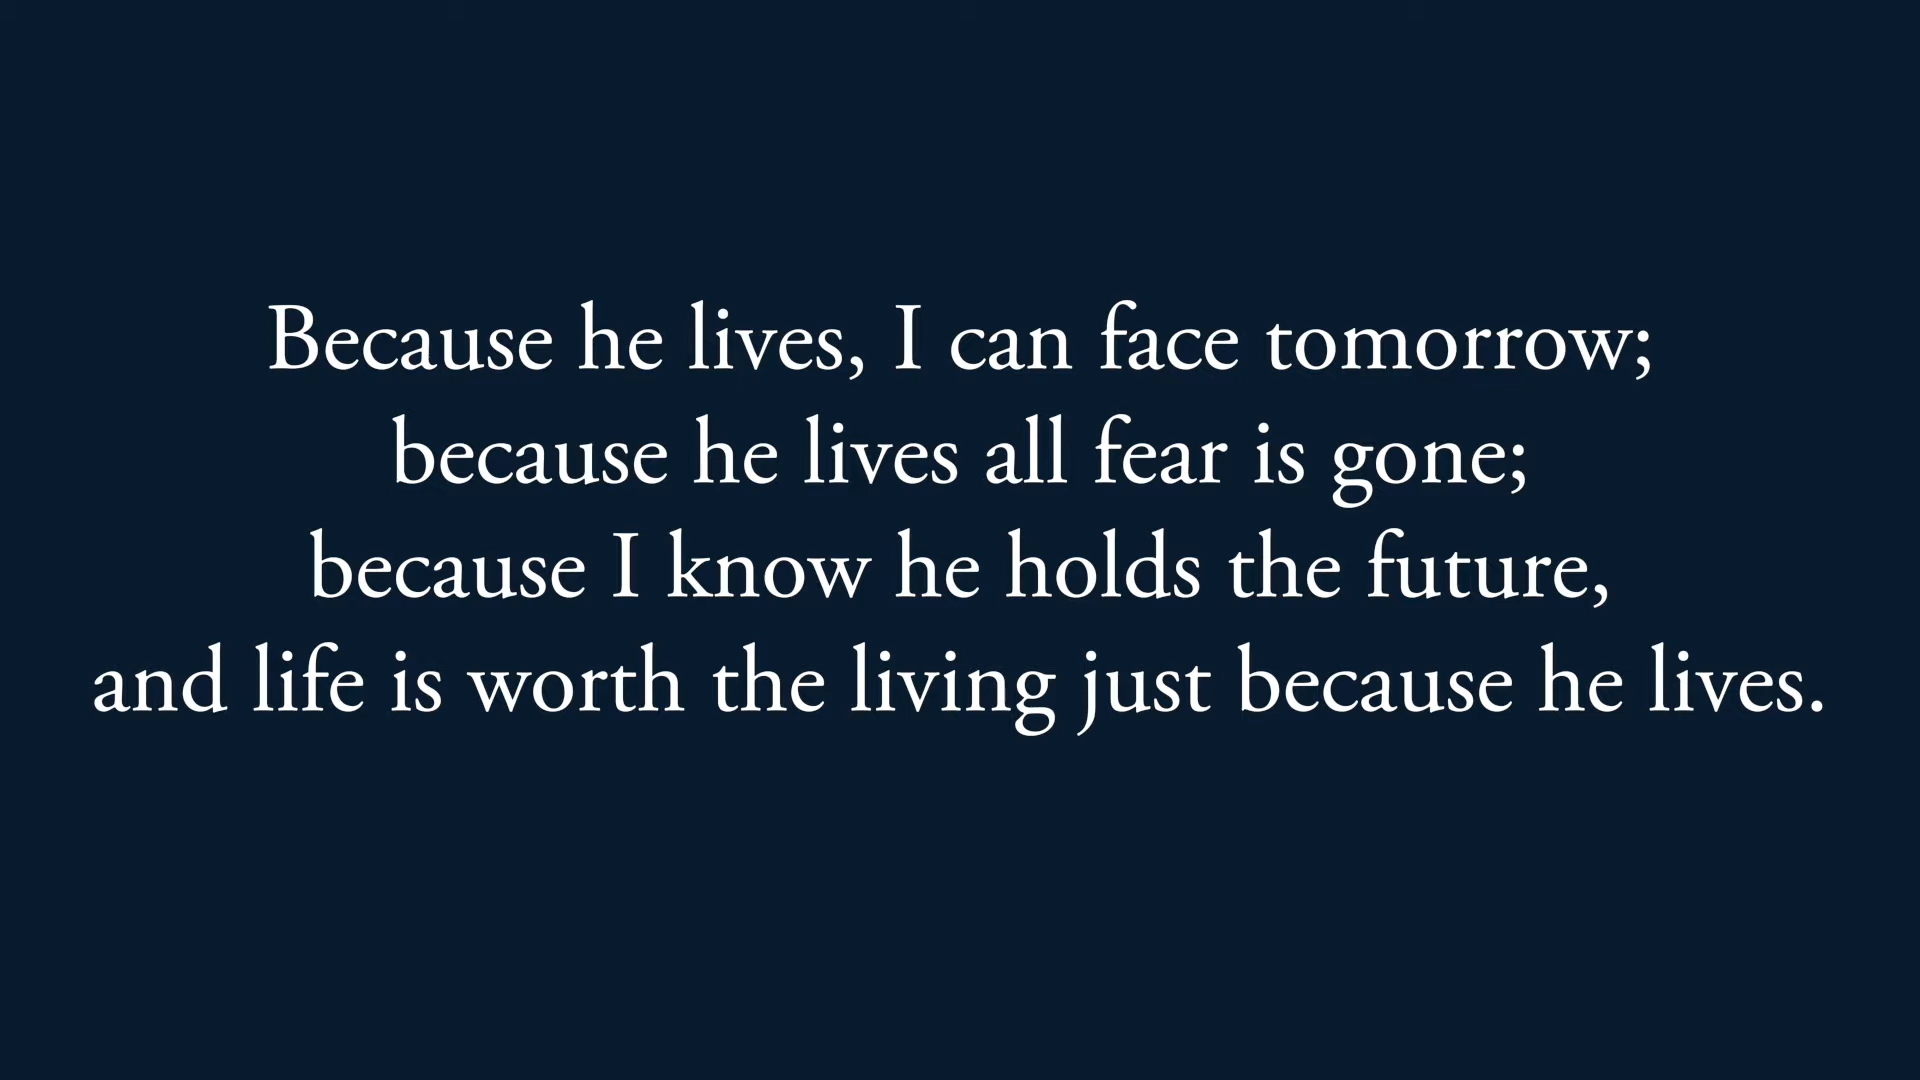 Because he lives, I can face tomorrow;
because he lives all fear is gone;
because I know he holds the future,
and life is worth the living just because he lives.